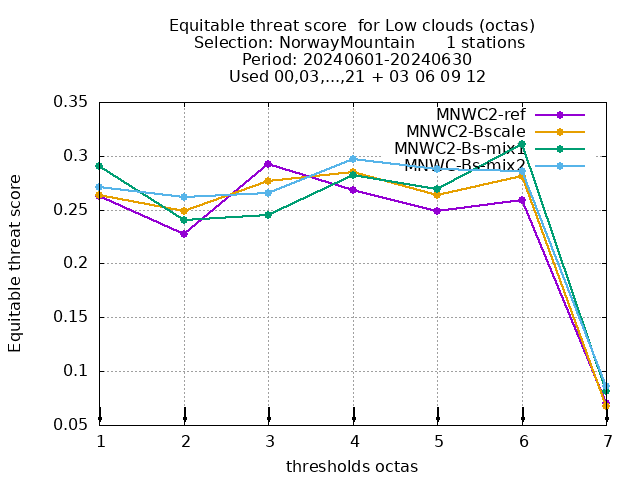 Equitable threat score  for Low clouds (octas)
Selection: NorwayMountain      1 stations
Period: 20240601-20240630
Used 00,03,...,21 + 03 06 09 12
MNWC2-ref
MNWC2-Bscale
MNWC2-Bs-mix1
MNWC-Bs-mix2
Equitable threat score
0.35
0.3
0.25
0.2
0.15
0.1
0.05
1 2 3 4 5 6 7
thresholds octas